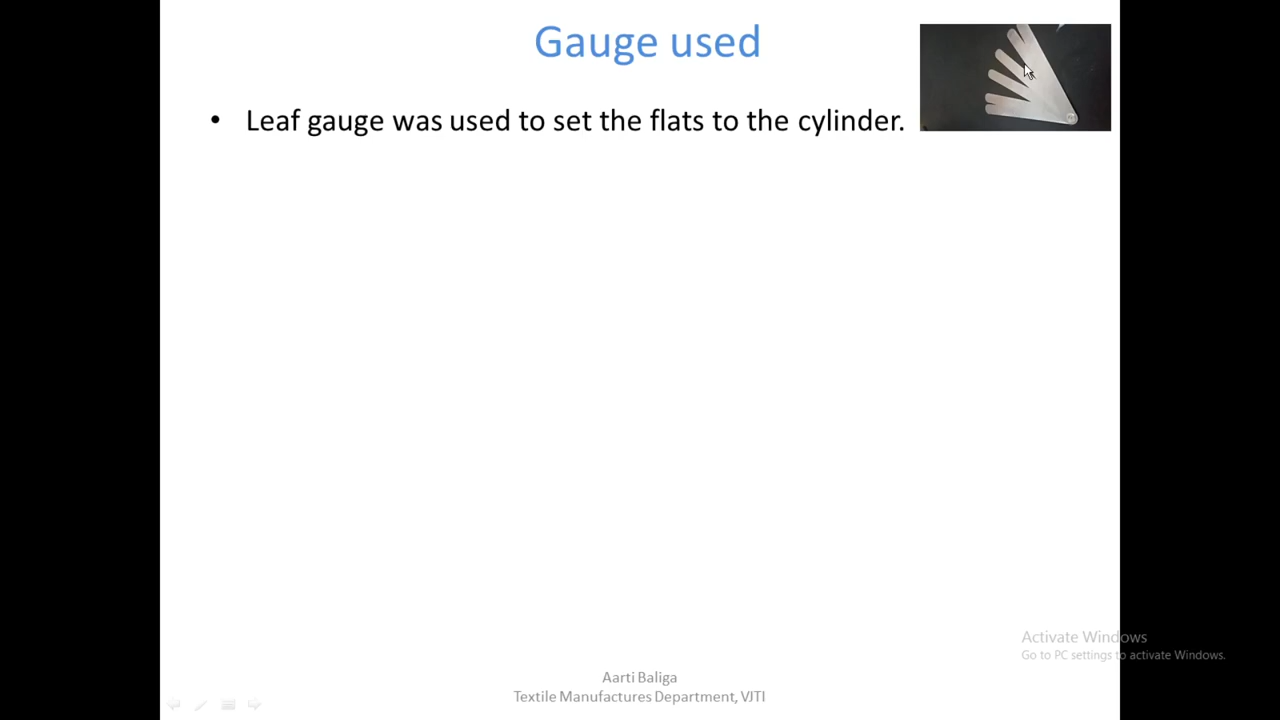 Gauge used
• Leaf gauge was used to set the flats to the cylinder.
Activate Windows
Go to PC settings to activate Windows.
Aarti Baliga
Textile Manufactures Department, VJTI